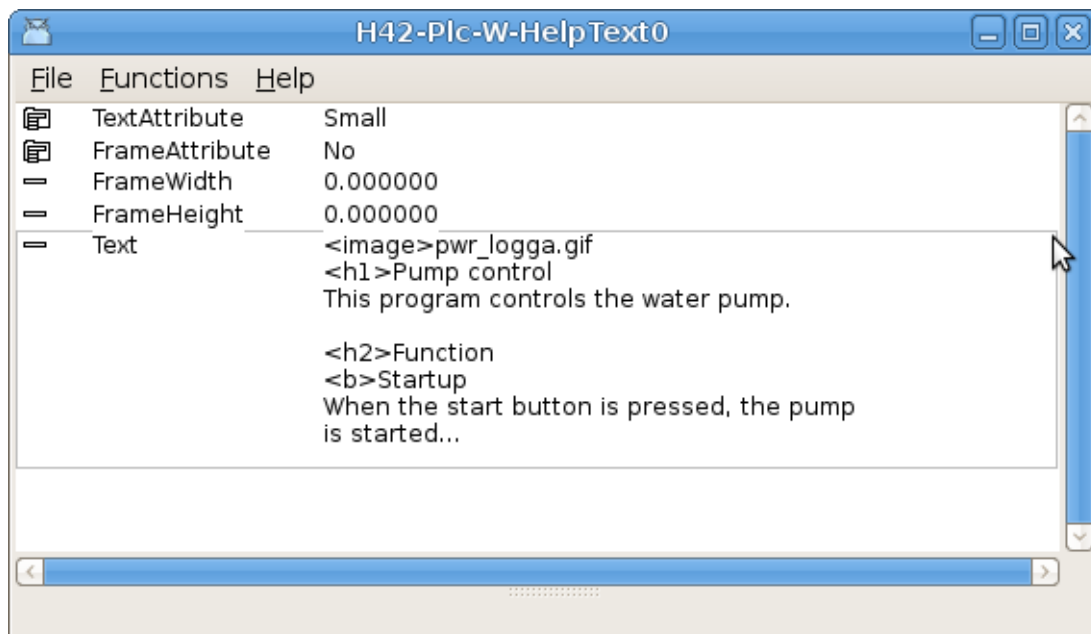 H42-Plc-W-HelpText0
File Functions Help
TextAttribute Small
FrameAttribute No
FrameWidth 0.000000
FrameHeight 0.000000
Text <image>pwr_logga.gif
<h1>Pump control
This program controls the water pump.
<h2>Function
<b>Startup
When the start button is pressed, the pump
is started...